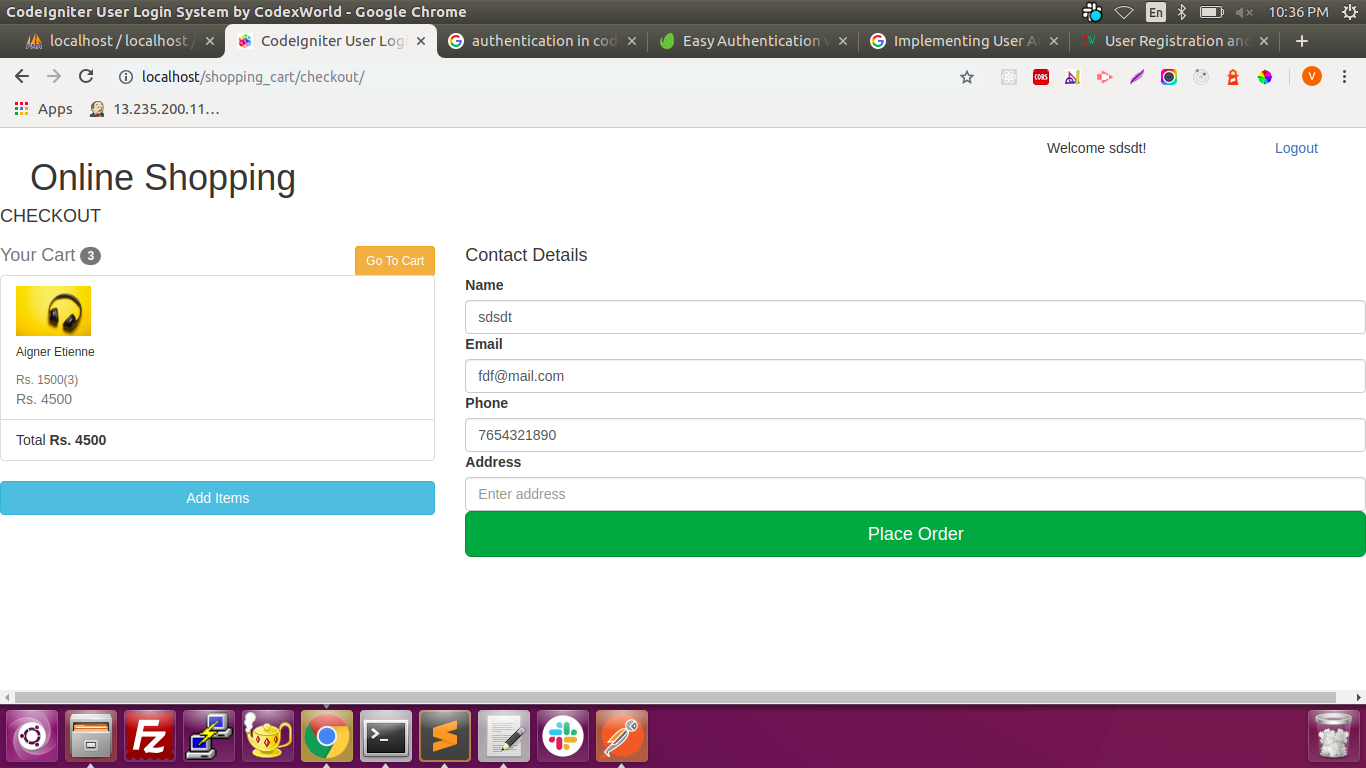 CodeIgniter User Login System by CodexWorld - Google Chrome
En
10:36 PM
localhost / localhost /
CodeIgniter User Log
authentication in cod
Easy Authentication
Implementing User A
User Registration and
localhost/shopping_cart/checkout/
CORS
V
Apps
13.235.200.11...
Welcome sdsdt!
Logout
Online Shopping
CHECKOUT
Your Cart 3
Go To Cart
Aigner Etienne
Rs. 1500(3)
Rs. 4500
Total Rs. 4500
Add Items
Contact Details
Name
sdsdt
Email
fdf@mail.com
Phone
7654321890
Address
Enter address
Place Order
Fz